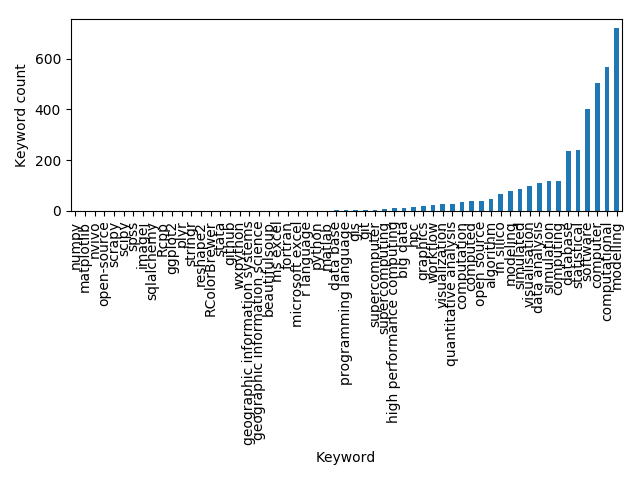 600
400
200
0
Keyword count
numpy
matplotlib
nvivo
open-source
scrapy
scipy
spss
imagej
sqlalchemy
Rcpp
ggplot2
plyr
stringr
reshape2
RColorBrewer
stata
github
wxpython
geographic information systems
geographic information science
beautifulsoup
ms excel
fortran
microsoft excel
r language
python
matlab
data base
programming language
gis
git
supercomputer
supercomputing
high performance computing
big data
hpc
graphics
workflow
visualization
quantitative analysis
computation
computed
open source
algorithm
in silico
modeling
simulated
visualisation
data analysis
simulation
computing
database
statistical
software
computer
computational
modelling
Keyword